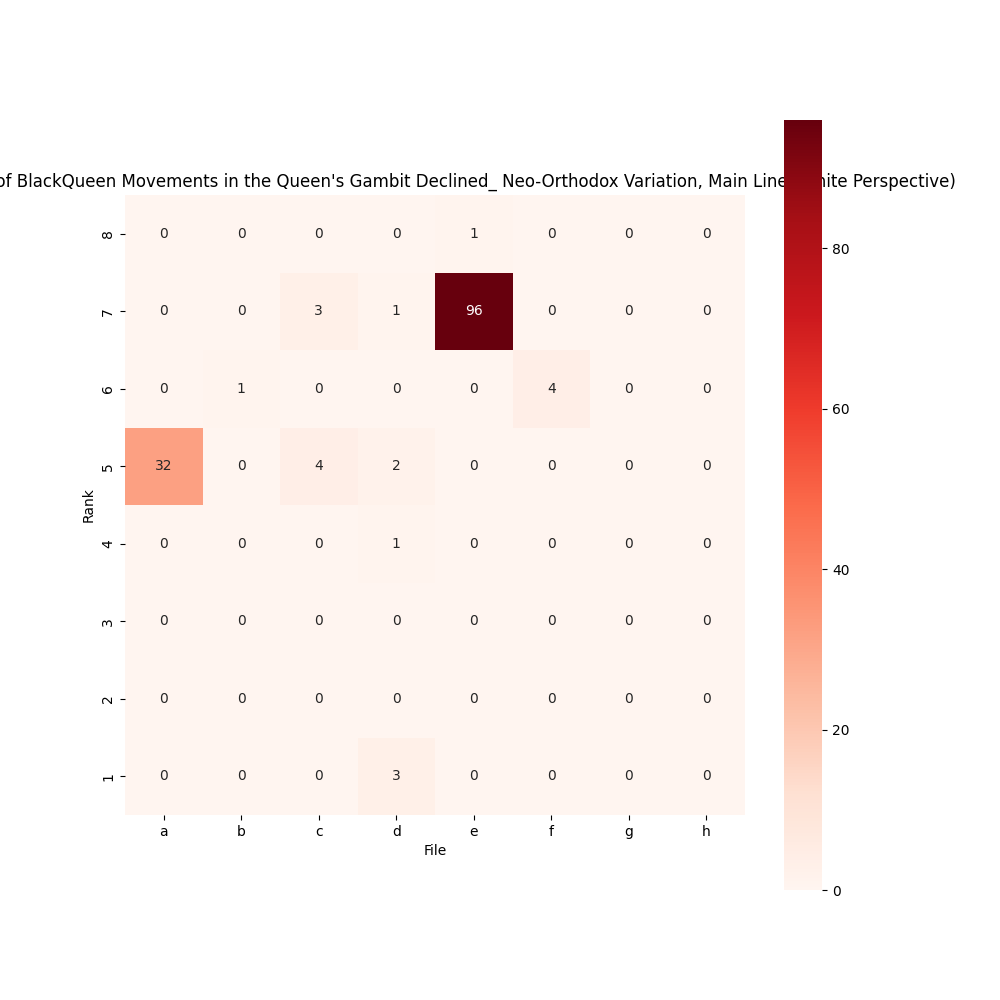 of BlackQueen Movements in the Queen's Gambit Declined_ Neo-Orthodox Variation, Main Line Perspective)
8 0 0 0 0 1 0 0 0
7 0 0 3 1 96 0 0 0
6 0 1 0 0 0 4 0 0
5 32 0 4 2 0 0 0 0
4 0 0 0 1 0 0 0 0
3 0 0 0 0 0 0 0 0
2 0 0 0 0 0 0 0 0
1 0 0 0 3 0 0 0 0
a b c d e f g h
File
Rank
80
60
40
20
0